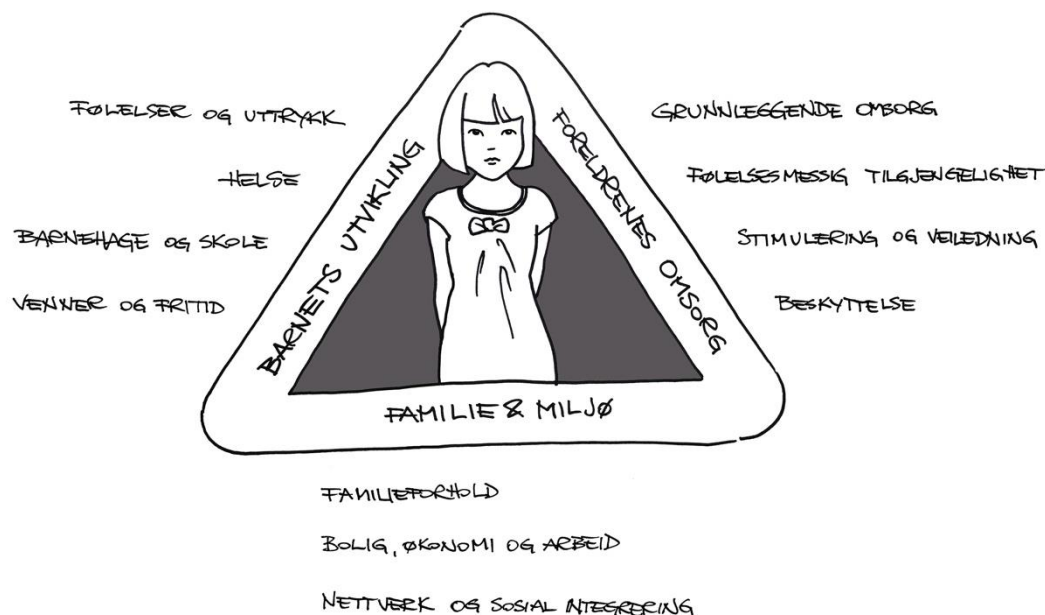 FØLELSER OG UTTRYKK
HELSE
BARNEHAGE OG SKOLE
VENNER OG FRITID
BARNETS UTVIKLING
FORELDRENES OMSORG
GRUNNLEGGENDE OMSORG
FØLELSESMESSIG TILGJENGELIGHET
STIMULERING OG VEILEDNING
BESKYTTELSE
FAMILIE & MILJØ
FAMILIEFORHOLD
BOLIG, ØKONOMI OG ARBEID
NETTVERK OG SOSIAL INTEGRERING